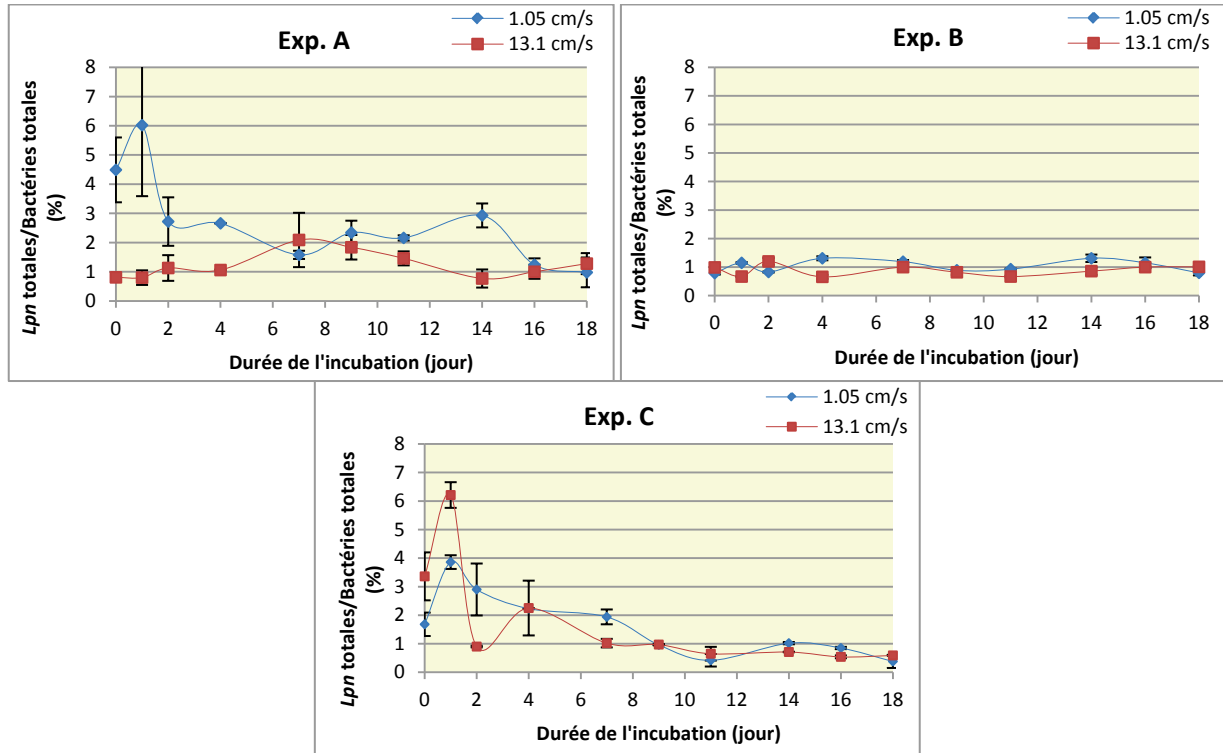 Exp. A
1.05 cm/s
13.1 cm/s
8
7
6
5
4
3
2
1
0
Lpn totales/Bactéries totales
(%)
0 2 4 6 8 10 12 14 16 18
Durée de l'incubation (jour)
Exp. B
1.05 cm/s
13.1 cm/s
8
7
6
5
4
3
2
1
0
Lpn totales/Bactéries totales
(%)
0 2 4 6 8 10 12 14 16 18
Durée de l'incubation (jour)
Exp. C
1.05 cm/s
13.1 cm/s
8
7
6
5
4
3
2
1
0
Lpn totales/Bactéries totales
(%)
0 2 4 6 8 10 12 14 16 18
Durée de l'incubation (jour)